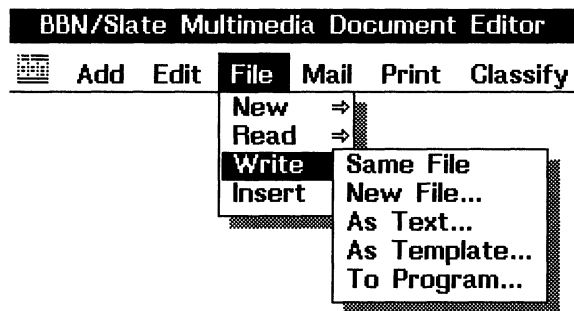 BBN/Slate Multimedia Document Editor
Add Edit File Mail Print Classify
New ⇒
Read ⇒
Write
Insert
Same File
New File...
As Text...
As Template...
To Program...